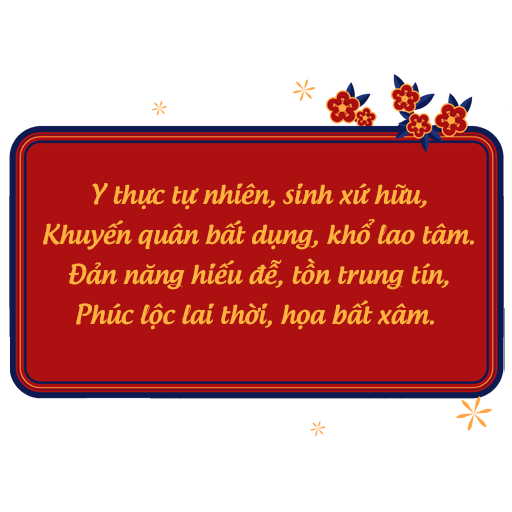 Y thực tự nhiên, sinh xứ hữu,
Khuyến quân bất dụng, khổ lao tâm.
Đản năng hiếu đễ, tồn trung tín,
Phúc lộc lai thời, họa bất xâm.